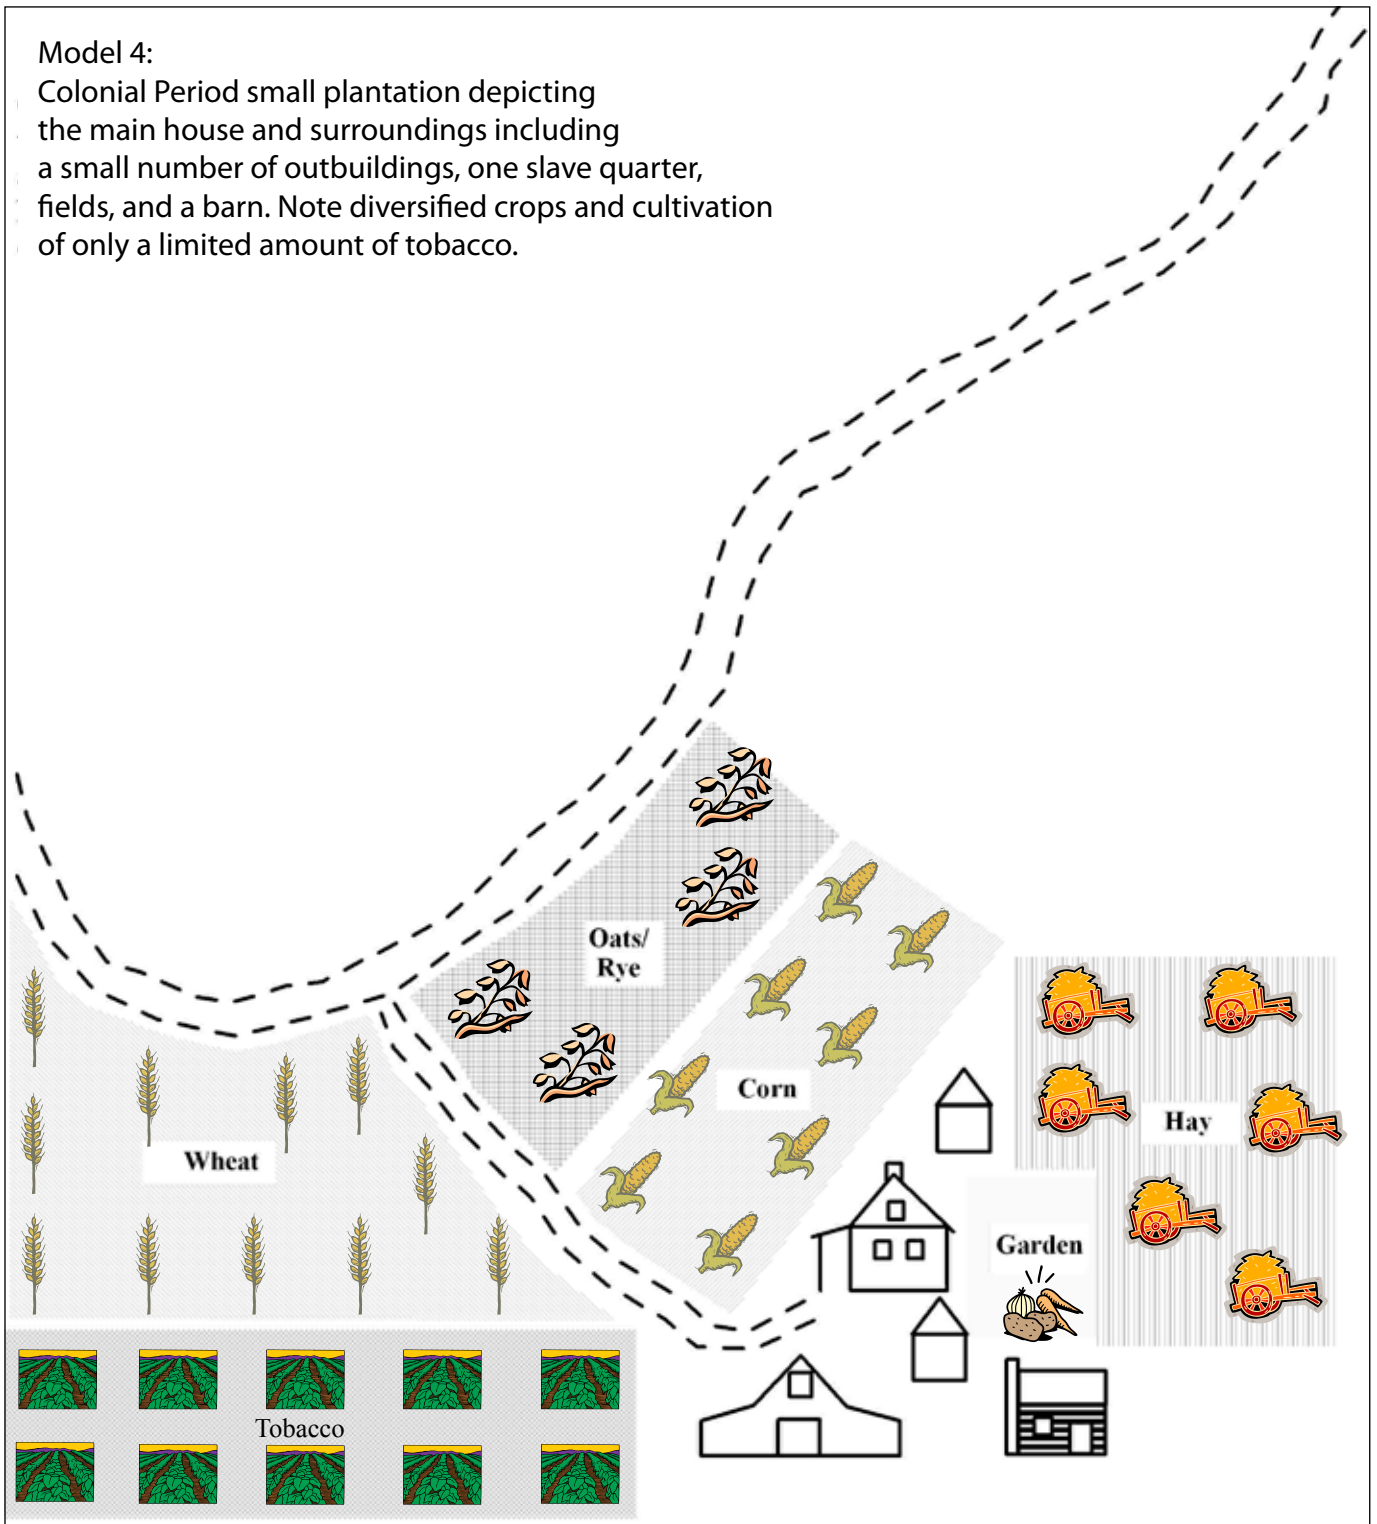 Model 4:
Colonial Period small plantation depicting
the main house and surroundings including
a small number of outbuildings, one slave quarter,
fields, and a barn. Note diversified crops and cultivation
of only a limited amount of tobacco.
Oats/
Rye
Corn
Hay
Wheat
Garden
Tobacco